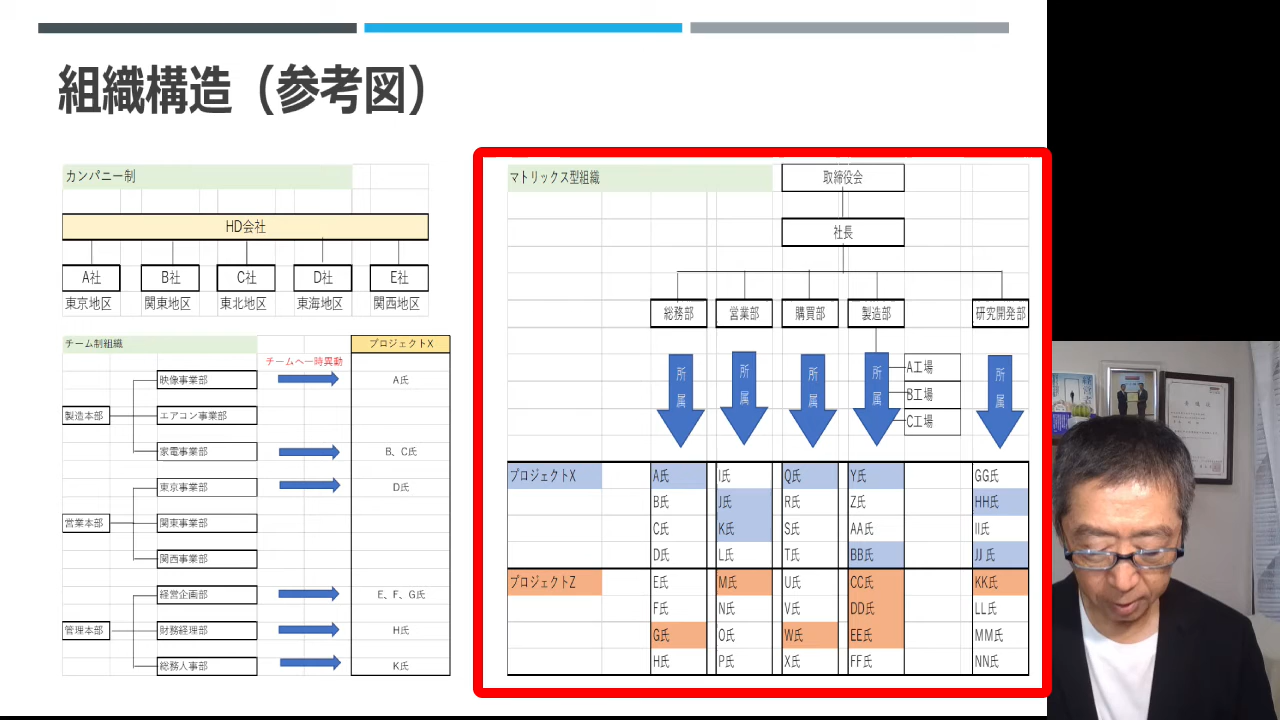 組織構造（参考図）
カンパニー制
HD会社
A社 B社 C社 D社 E社
東京地区 関東地区 東北地区 東海地区 関西地区
チーム制組織 プロジェクトX
チームへ一時異動
映像事業部 A氏
製造本部 エアコン事業部
家電事業部 B、C氏
東京事業部 D氏
営業本部 関東事業部
関西事業部
経営企画部 E、F、G氏
管理本部 財務経理部 H氏
総務人事部 K氏
マトリックス型組織 取締役会
社長
総務部 営業部 購買部 製造部 研究開発部
所属 所属 所属 所属 所属
A工場
B工場
C工場
プロジェクトX A氏 I氏 Q氏 Y氏 GG氏
B氏 J氏 R氏 Z氏 HH氏
C氏 K氏 S氏 AA氏 II氏
D氏 L氏 T氏 BB氏 JJ氏
プロジェクトZ E氏 M氏 U氏 CC氏 KK氏
F氏 N氏 V氏 DD氏 LL氏
G氏 O氏 W氏 EE氏 MM氏
H氏 P氏 X氏 FF氏 NN氏